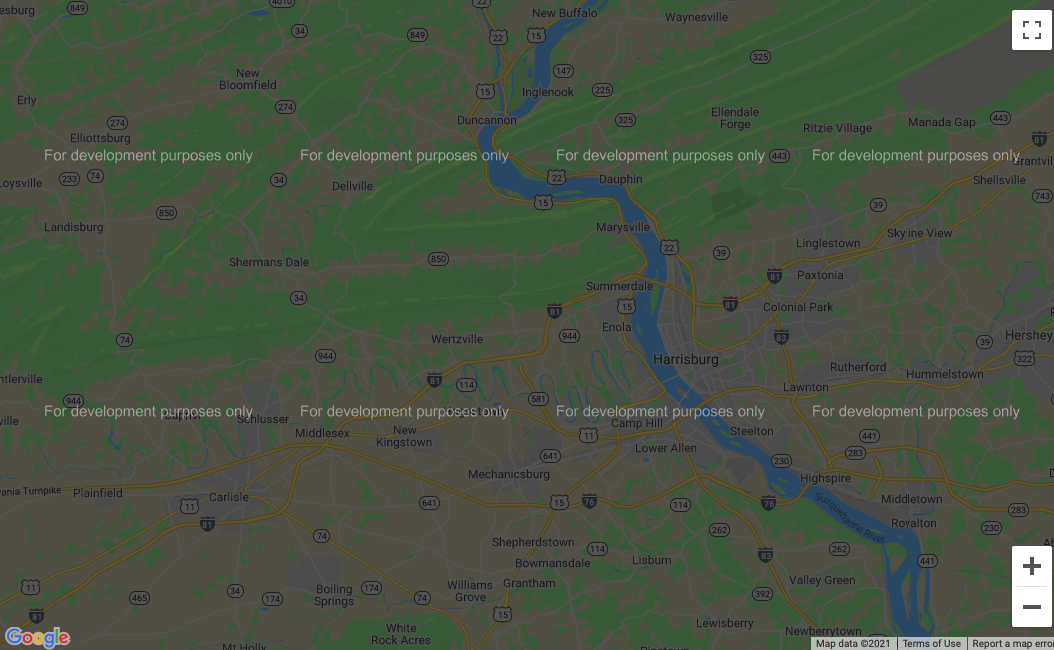 esburg
849
4010
22
New Buffalo
Waynesville
34
849
22
15
325
New
Bloomfield
147
Erly
15
Inglenook
225
274
Duncannon
325
Ellendale
Forge
Manada Gap
443
274
Elliottsburg
Ritzie Village
81
For development purposes only
For development purposes only
For development purposes only
443
For development purposes only
Grantvil
Loysville
233
74
34
Dellville
22
Dauphin
Shellsville
743
15
850
39
Landisburg
Marysville
Skyline View
22
39
Linglestown
Shermans Dale
850
81
Paxtonia
Summerdale
34
81
15
81
Colonial Park
Enola
74
944
Wertzville
83
39
Hershey
944
Harrisburg
322
Rutherford
Hummelstown
ntlerville
81
114
Lawnton
944
581
For development purposes only
For development purposes only
For development purposes only
For development purposes only
ville
Schlusser
Middlesex
New
Kingstown
11
Camp Hill
Steelton
441
Lower Allen
283
641
230
Mechanicsburg
Highspire
vania Turnpike
Plainfield
Carlisle
11
641
15
76
114
76
Susquehanna River
Middletown
283
81
Royalton
230
74
262
Shepherdstown
114
83
262
Bowmansdale
Lisburn
441
11
465
34
174
Boiling
Springs
174
74
Williams
Grove
Grantham
Valley Green
392
81
15
Lewisberry
White
Rock Acres
Newberrytown
Google
Mt Holly
Map data ©2021
Terms of Use
Report a map error